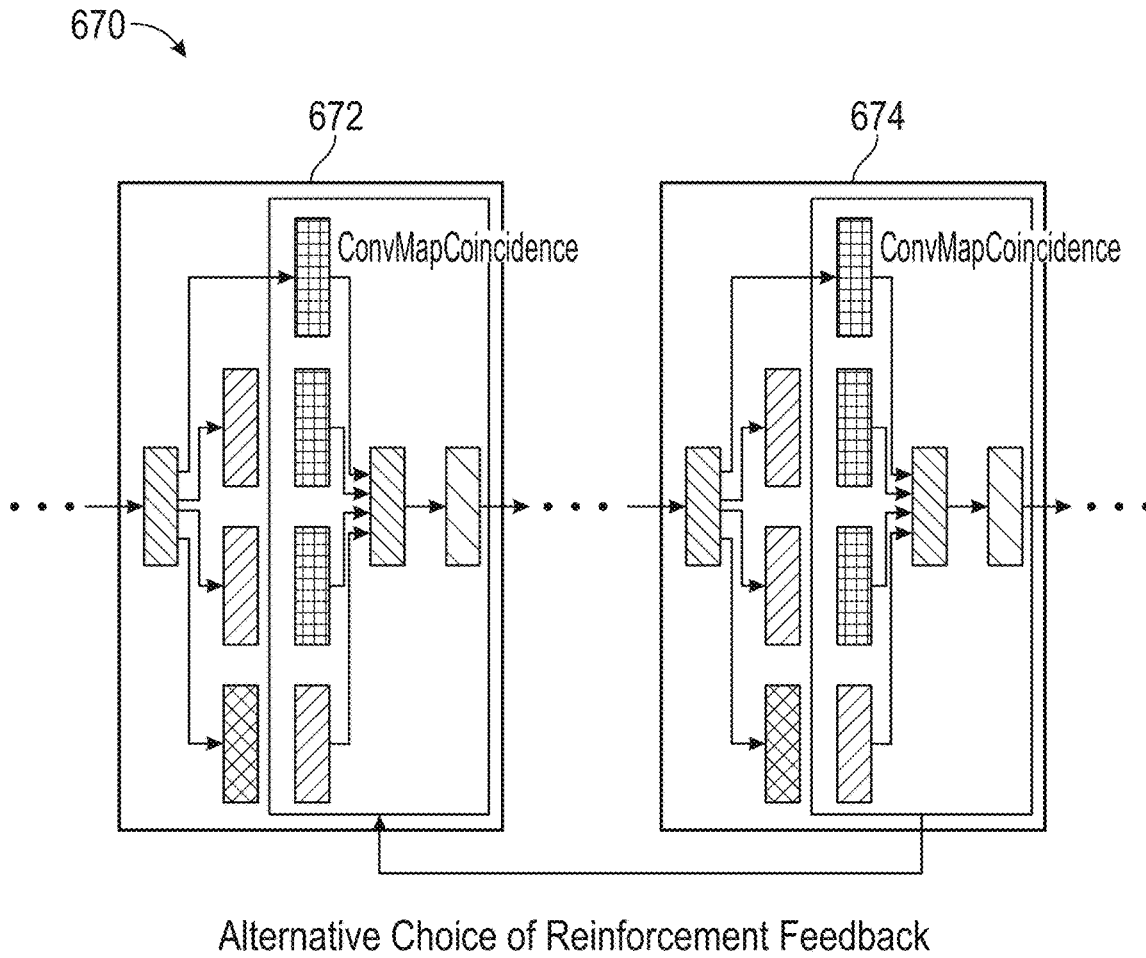 670
672
674
ConvMapCoincidence
ConvMapCoincidence
Alternative Choice of Reinforcement Feedback